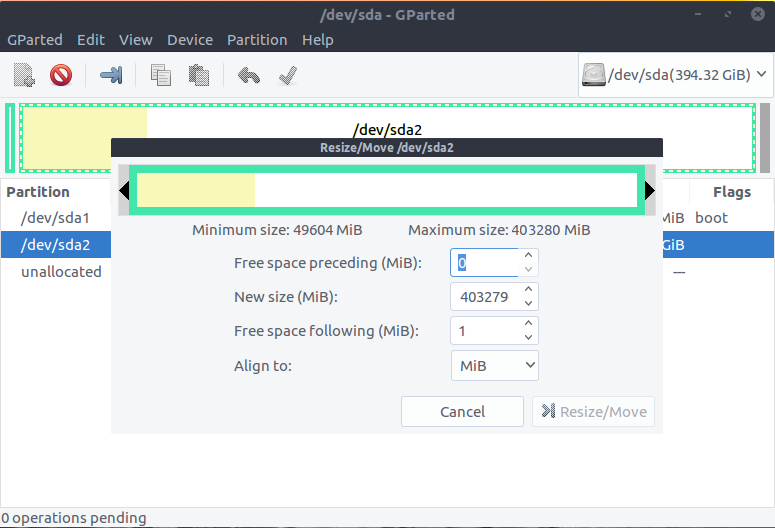 /dev/sda - GParted
GParted Edit View Device Partition Help
/dev/sda(394.32 GiB)
/dev/sda2
Resize/Move /dev/sda2
Partition Flags
Minimum size: 49604 MiB Maximum size: 403280 MiB
/dev/sda1 MiB boot
/dev/sda2 GiB
unallocated ---
Free space preceding (MiB): 0
New size (MiB): 403279
Free space following (MiB): 1
Align to: MiB
Cancel Resize/Move
0 operations pending